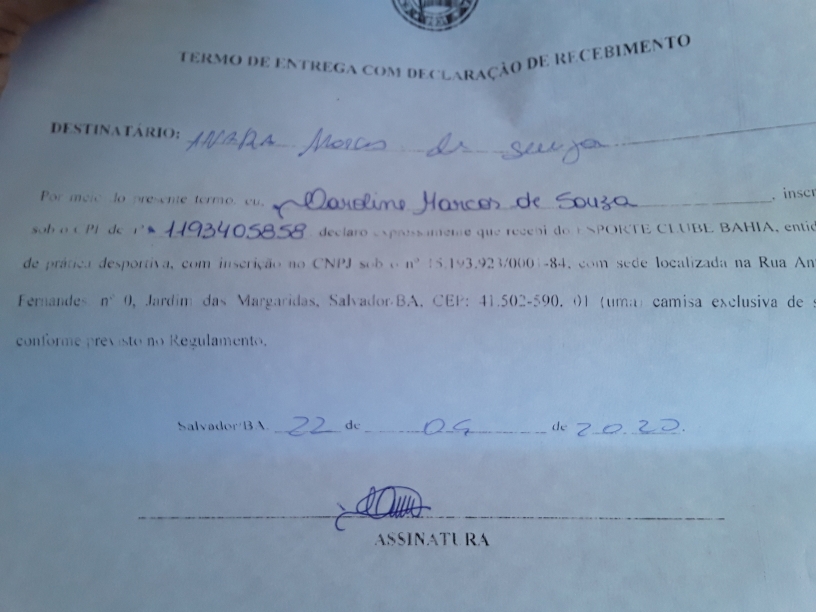 TERMO DE ENTREGA COM DECLARAÇÃO DE RECEBIMENTO
DESTINATÁRIO: Marcos de souza
Por meio do presente termo, eu, Caroline Marcos de Souza, inscr
sob o CPF de nº 1193405858 declaro expressamente que recebi do ESPORTE CLUBE BAHIA, entid
de prática desportiva, com inscrição no CNPJ sob o nº 15.193.923/0001-84, com sede localizada na Rua An
Fernandes nº 0, Jardim das Margaridas, Salvador-BA, CEP: 41.502-590, 01 (uma) camisa exclusiva de s
conforme previsto no Regulamento.
Salvador/BA, 22 de de 2020.
ASSINATURA